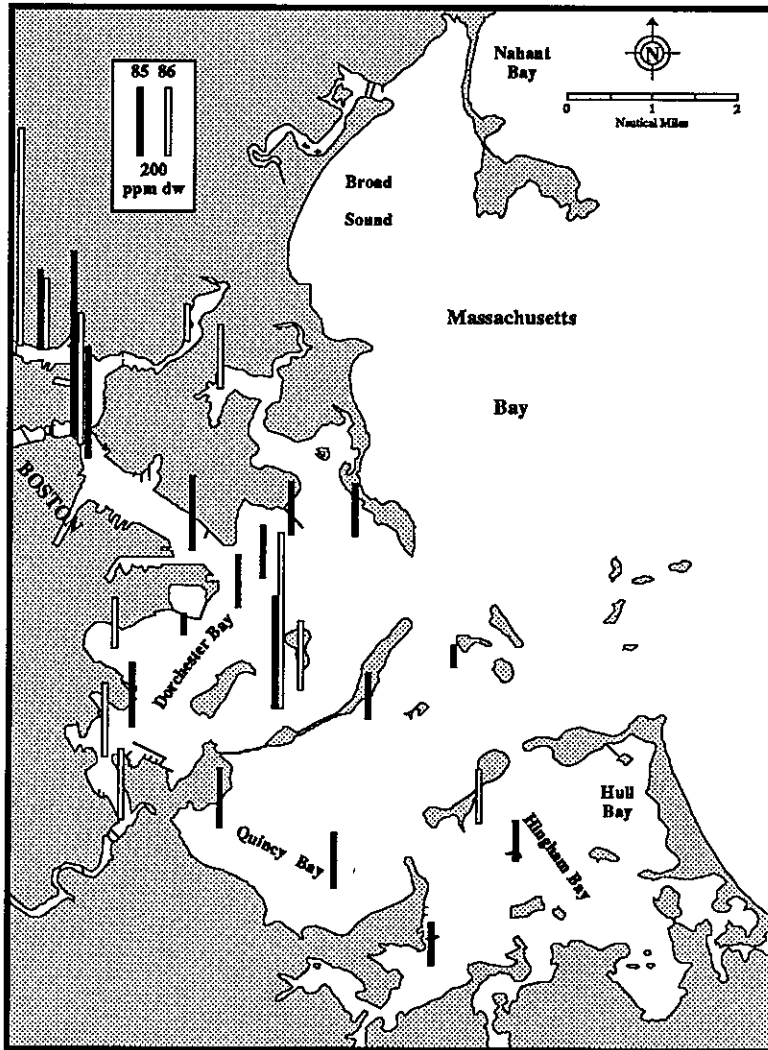 Nahant
Bay
N
0 1 2
Nautical Miles
85 86
200
ppm dw
Broad
Sound
Massachusetts
Bay
BOSTON
Dorchester Bay
Hull
Bay
Quincy Bay
Hingham Bay